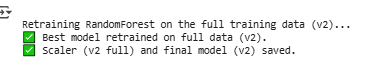 Retraining RandomForest on the full training data (v2)...
✅ Best model retrained on full data (v2).
✅ Scaler (v2 full) and final model (v2) saved.